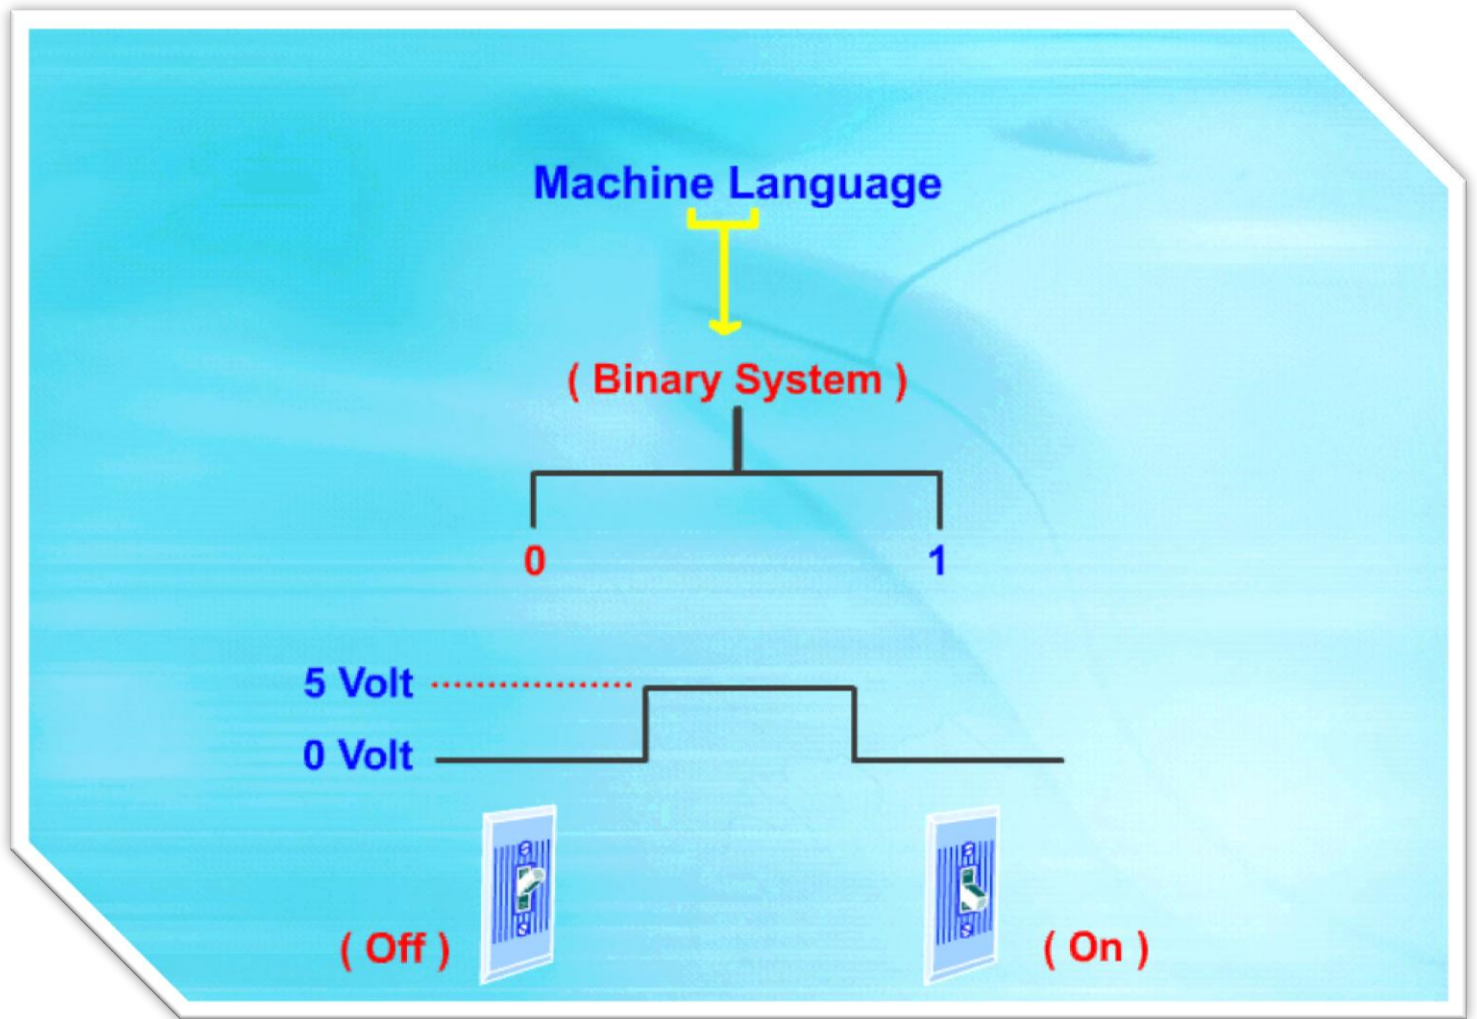 Machine Language
( Binary System )
0 1
5 Volt
0 Volt
( Off ) ( On )